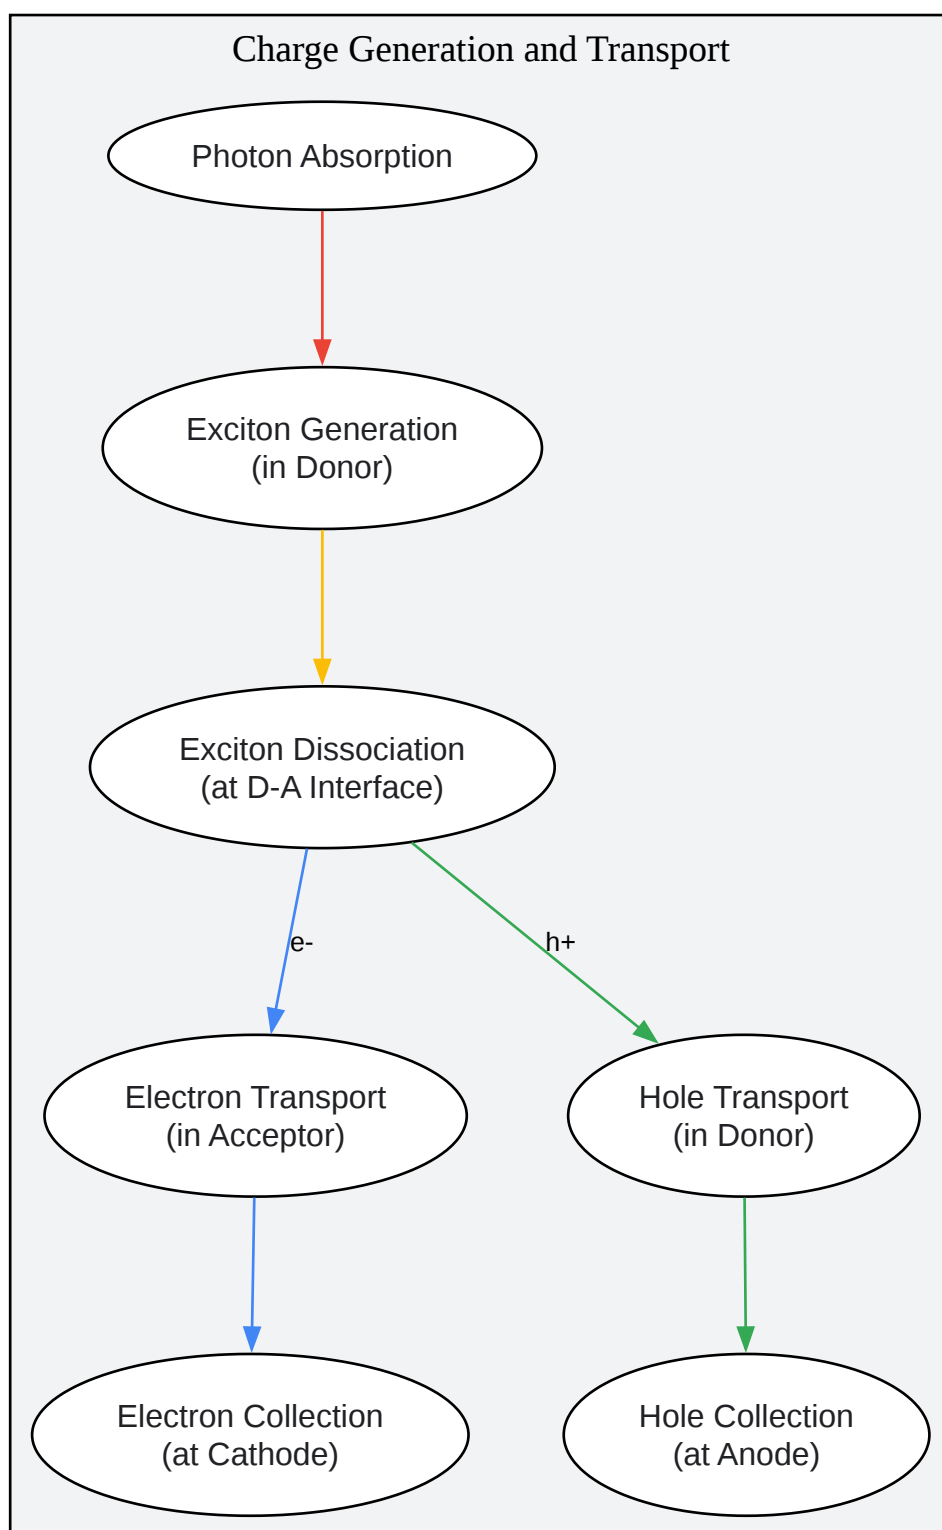 Charge Generation and Transport
Photon Absorption
Exciton Generation
(in Donor)
Exciton Dissociation
(at D-A Interface)
e-
h+
Electron Transport
(in Acceptor)
Hole Transport
(in Donor)
Electron Collection
(at Cathode)
Hole Collection
(at Anode)